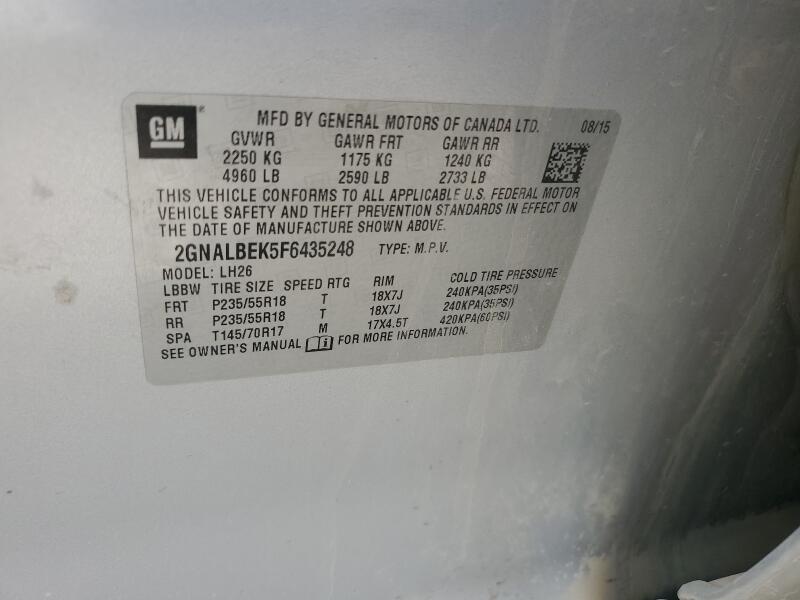 GM ®
MFD BY GENERAL MOTORS OF CANADA LTD. 08/15
GVWR GAWR FRT GAWR RR
2250 KG 1175 KG 1240 KG
4960 LB 2590 LB 2733 LB
THIS VEHICLE CONFORMS TO ALL APPLICABLE U.S. FEDERAL MOTOR
VEHICLE SAFETY AND THEFT PREVENTION STANDARDS IN EFFECT ON
THE DATE OF MANUFACTURE SHOWN ABOVE.
2GNALBEK5F6435248 TYPE: M.P.V.
MODEL: LH26
LBBW TIRE SIZE SPEED RTG RIM COLD TIRE PRESSURE
FRT P235/55R18 T 18X7J 240KPA(35PSI)
RR P235/55R18 T 18X7J 240KPA(35PSI)
SPA T145/70R17 M 17X4.5T 420KPA(60PSI)
SEE OWNER'S MANUAL i FOR MORE INFORMATION.